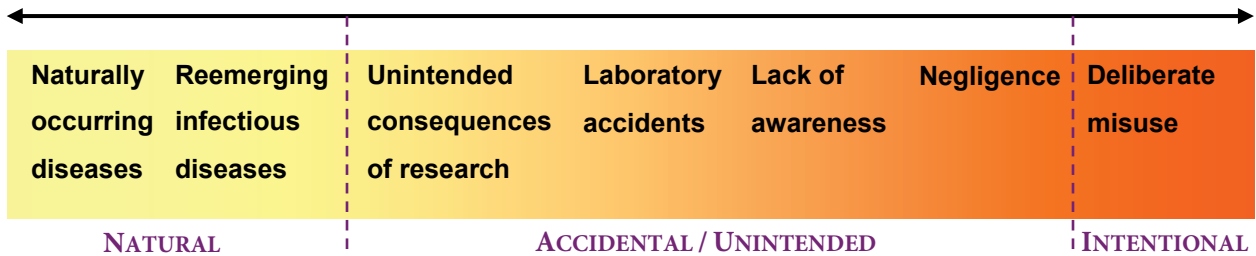 Naturally
occurring
diseases
Reemerging
infectious
diseases
Unintended
consequences
of research
Laboratory
accidents
Lack of
awareness
Negligence
Deliberate
misuse
NATURAL
ACCIDENTAL / UNINTENDED
INTENTIONAL